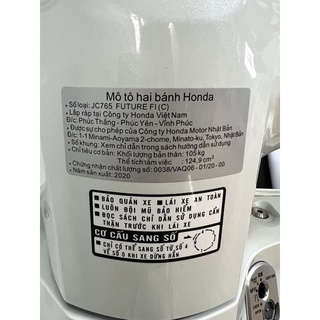 Mô tô hai bánh Honda
• Số loại: JC765 FUTURE FI (C)
• Lắp ráp tại Công ty Honda Việt Nam
Đ/c: Phúc Thắng - Phúc Yên - Vĩnh Phúc
• Được sự cho phép của Công ty Honda Motor Nhật Bản
Đ/c: 1-1 Minami-Aoyama 2-chome, Minato-ku, Tokyo, Nhật Bản
• Số khung: Xem chỉ dẫn trong sách hướng dẫn sử dụng
• Chỉ tiêu cơ bản: Khối lượng bản thân: 105 kg
Thể tích làm việc : 124,9 cm³
• Chứng nhận chất lượng số: 0038/VAQ06 - 01/20 - 00
• Năm sản xuất: 2020
BẢO QUẢN XE LÁI XE AN TOÀN
LUÔN ĐỘI MŨ BẢO HIỂM
ĐỌC SÁCH CHỈ DẪN SỬ DỤNG CẨN
THẬN TRƯỚC KHI LÁI XE
CƠ CẤU SANG SỐ
CHỈ CÓ THỂ SANG SỐ TỪ SỐ 4
VỀ SỐ 0 KHI XE DỪNG HẲN